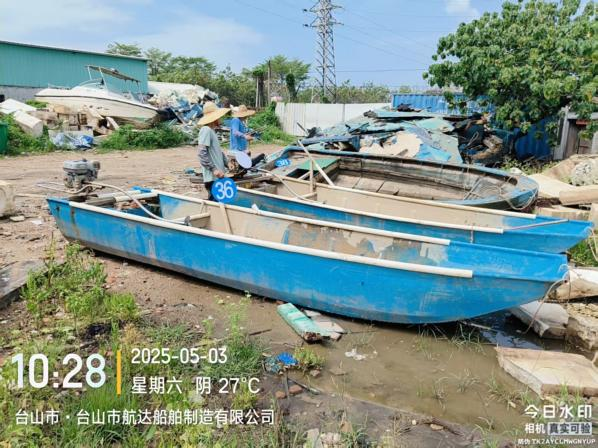 36
10:28
2025-05-03
星期六 阴 27℃
台山市·台山市航达船舶制造有限公司
今日水印
相机 真实可验
防伪 TK2AYCLMWGNYUP